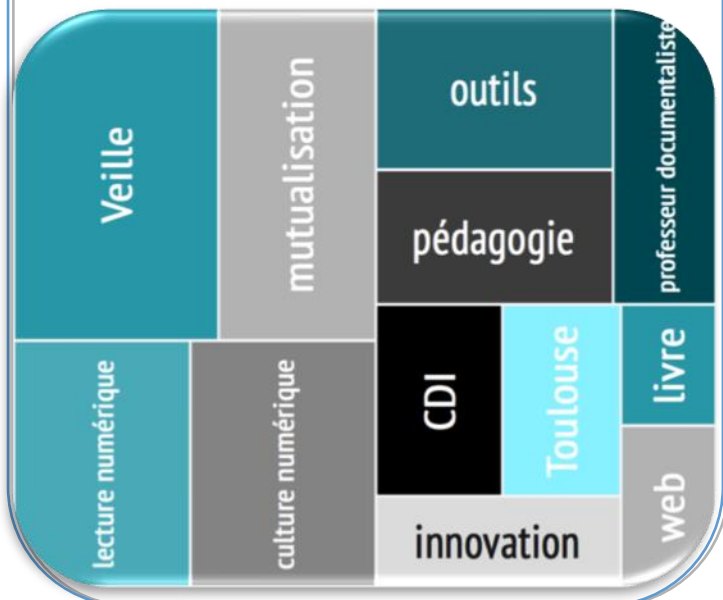 Veille
mutualisation
outils
professeur documentaliste
pédagogie
lecture numérique
culture numérique
CDI
Toulouse
livre
web
innovation